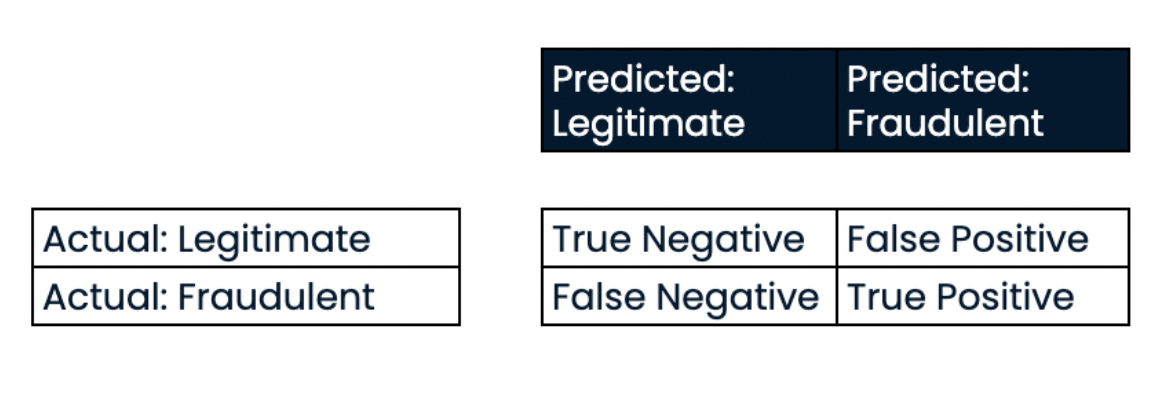 Predicted: Legitimate
Predicted: Fraudulent
Actual: Legitimate
True Negative
False Positive
Actual: Fraudulent
False Negative
True Positive